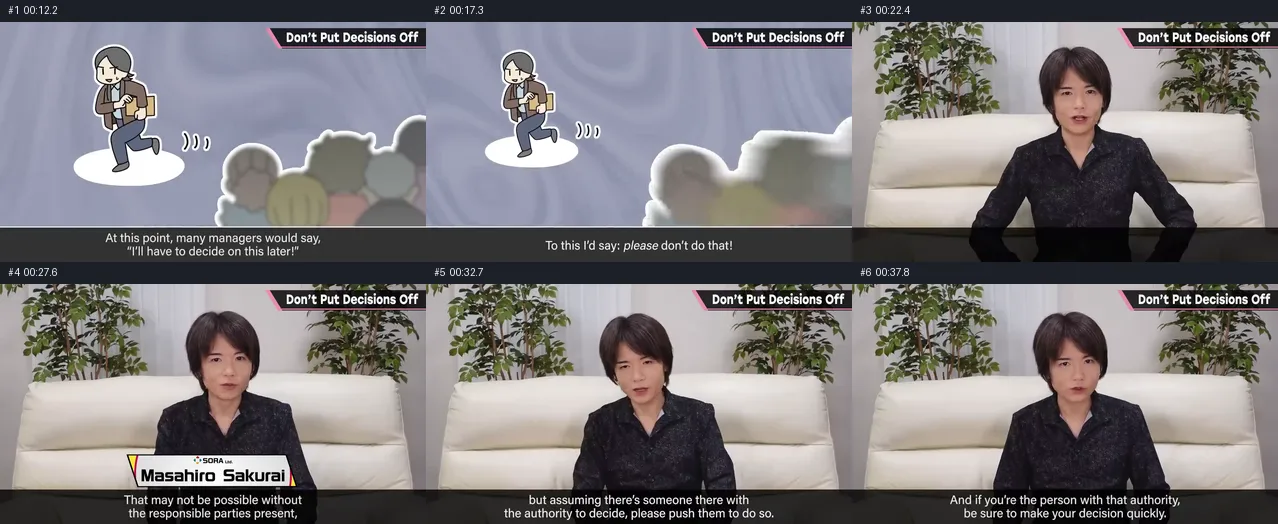 #1 00:12.2
Don't Put Decisions Off
At this point, many managers would say,
"I'll have to decide on this later!"
#2 00:17.3
Don't Put Decisions Off
To this I'd say: please don't do that!
#3 00:22.4
Don't Put Decisions Off
#4 00:27.6
Don't Put Decisions Off
SORA Ltd.
Masahiro Sakurai
That may not be possible without
the responsible parties present,
#5 00:32.7
Don't Put Decisions Off
but assuming there's someone there with
the authority to decide, please push them to do so.
#6 00:37.8
Don't Put Decisions Off
And if you're the person with that authority,
be sure to make your decision quickly.